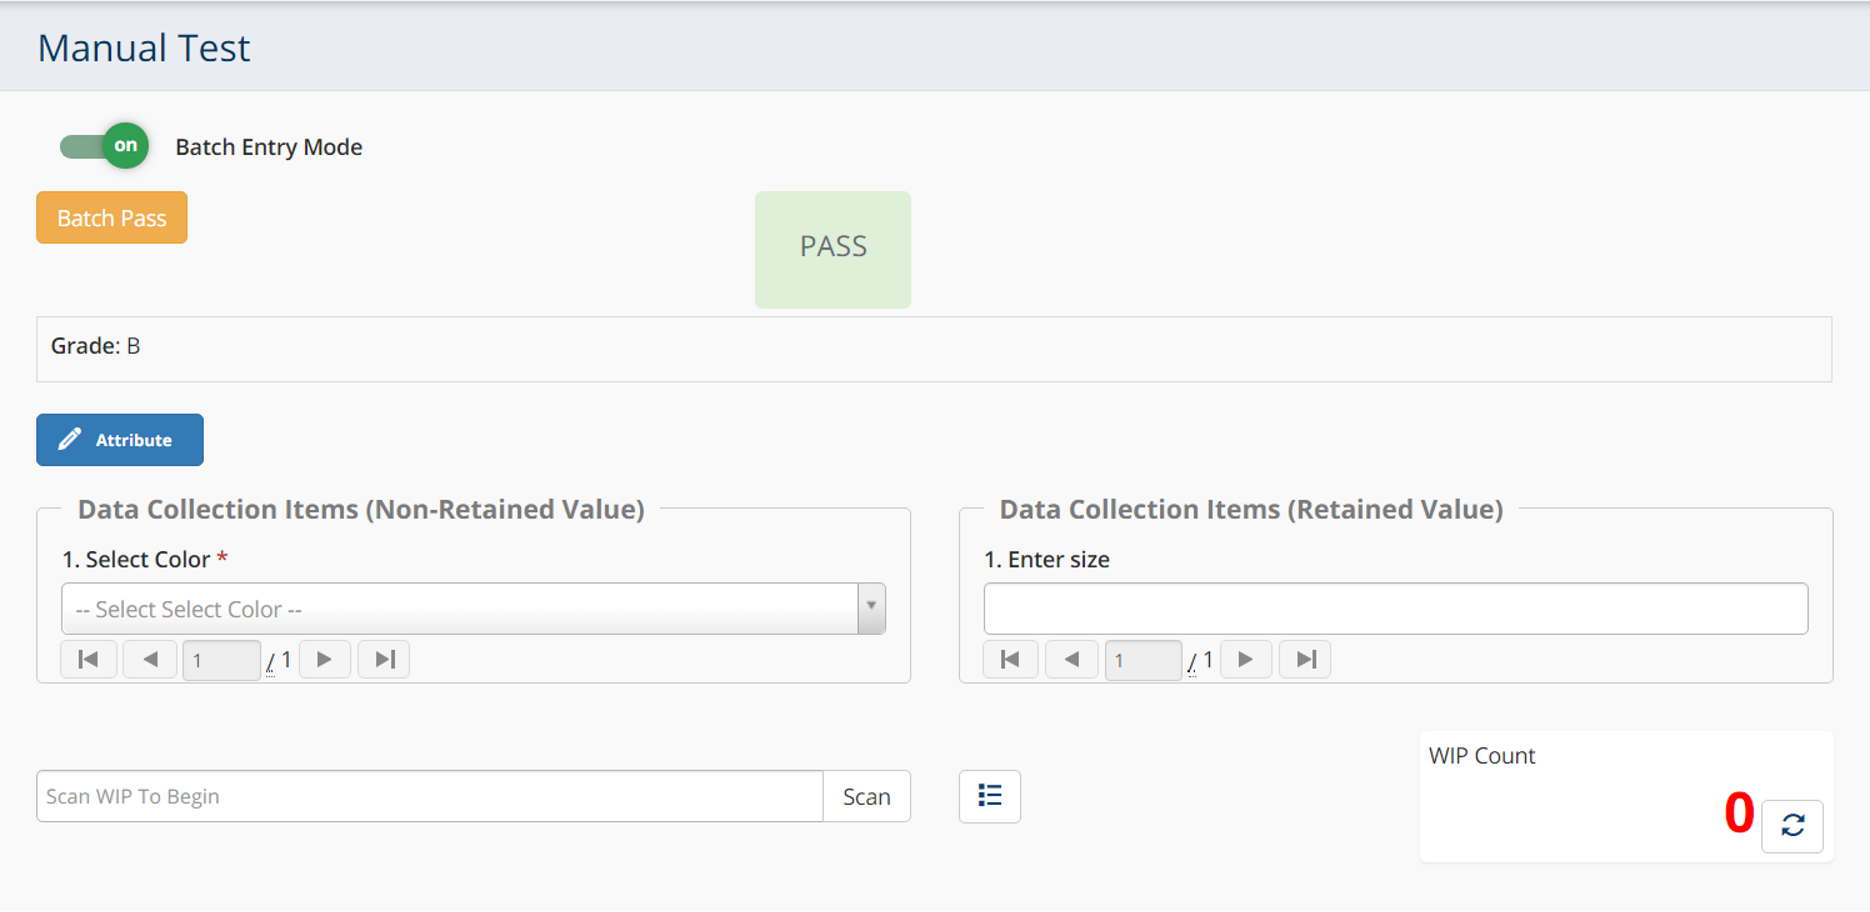 Manual Test
on
Batch Entry Mode
Batch Pass
PASS
Grade: B
Attribute
Data Collection Items (Non-Retained Value)
1. Select Color *
-- Select Select Color --
1 / 1
Data Collection Items (Retained Value)
1. Enter size
1 / 1
Scan WIP To Begin
Scan
WIP Count
0